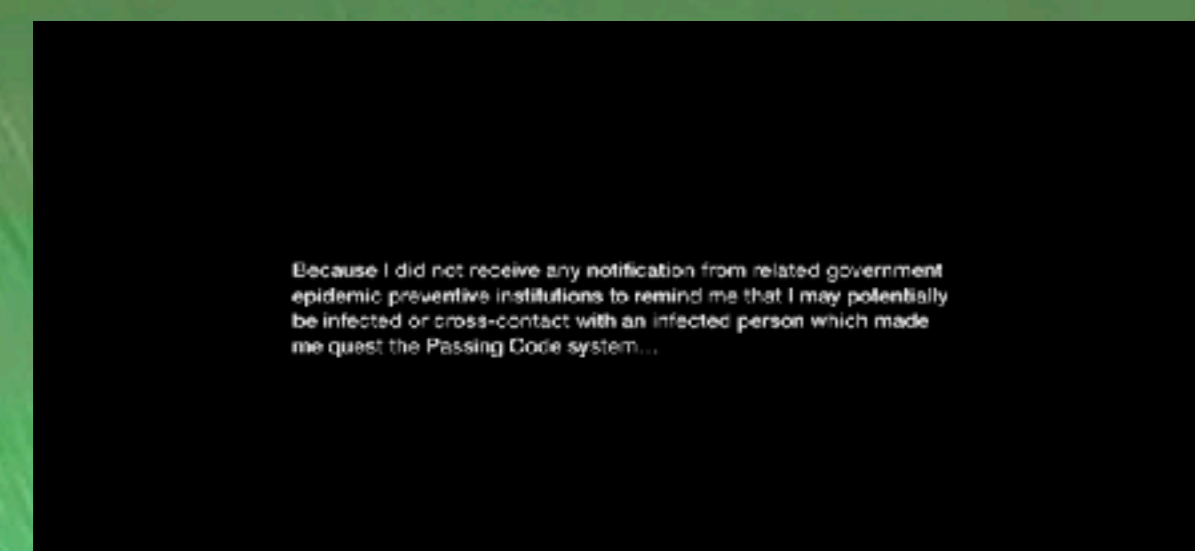 Because I did not receive any notification from related government
epidemic preventive institutions to remind me that I may potentially
be infected or cross-contact with an infected person which made
me quest the Passing Code system...